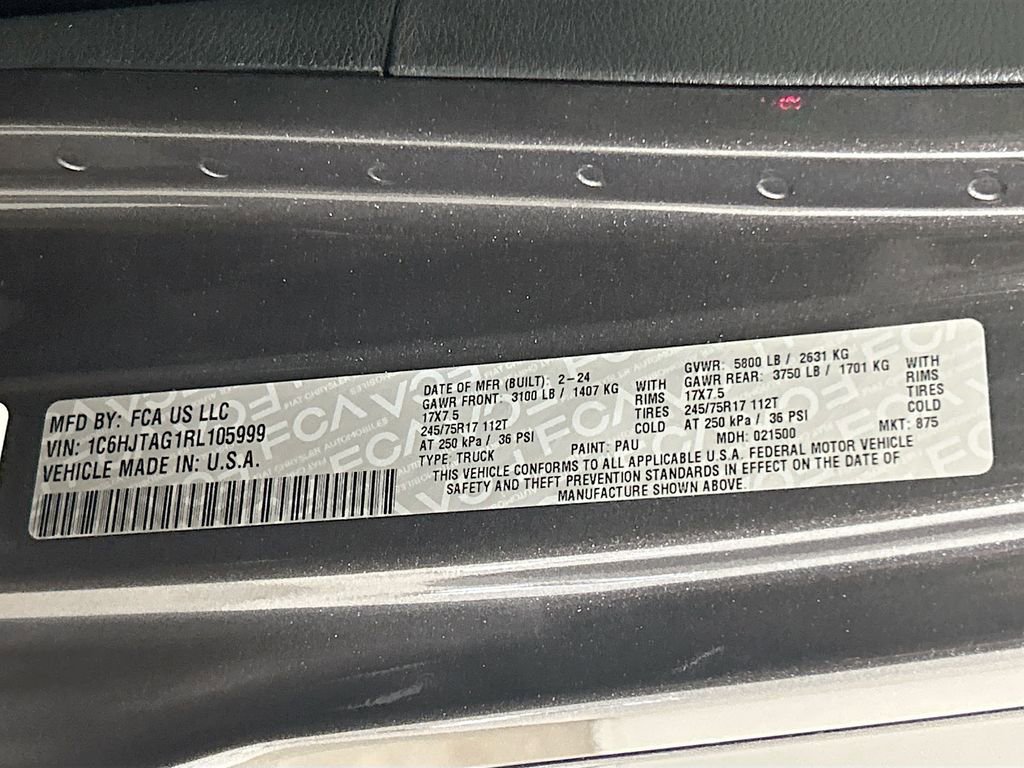 MFD BY: FCA US LLC
VIN: 1C6HJTAG1RL105999
VEHICLE MADE IN: U.S.A.
DATE OF MFR (BUILT): 2-24
GAWR FRONT: 3100 LB / 1407 KG WITH
17X7.5 RIMS
245/75R17 112T TIRES
AT 250 kPa / 36 PSI COLD
TYPE: TRUCK PAINT: PAU
GVWR: 5800 LB / 2631 KG
GAWR REAR: 3750 LB / 1701 KG WITH
17X7.5 RIMS
245/75R17 112T TIRES
AT 250 kPa / 36 PSI COLD
MDH: 021500 MKT: 875
THIS VEHICLE CONFORMS TO ALL APPLICABLE U.S.A. FEDERAL MOTOR VEHICLE
SAFETY AND THEFT PREVENTION STANDARDS IN EFFECT ON THE DATE OF
MANUFACTURE SHOWN ABOVE.